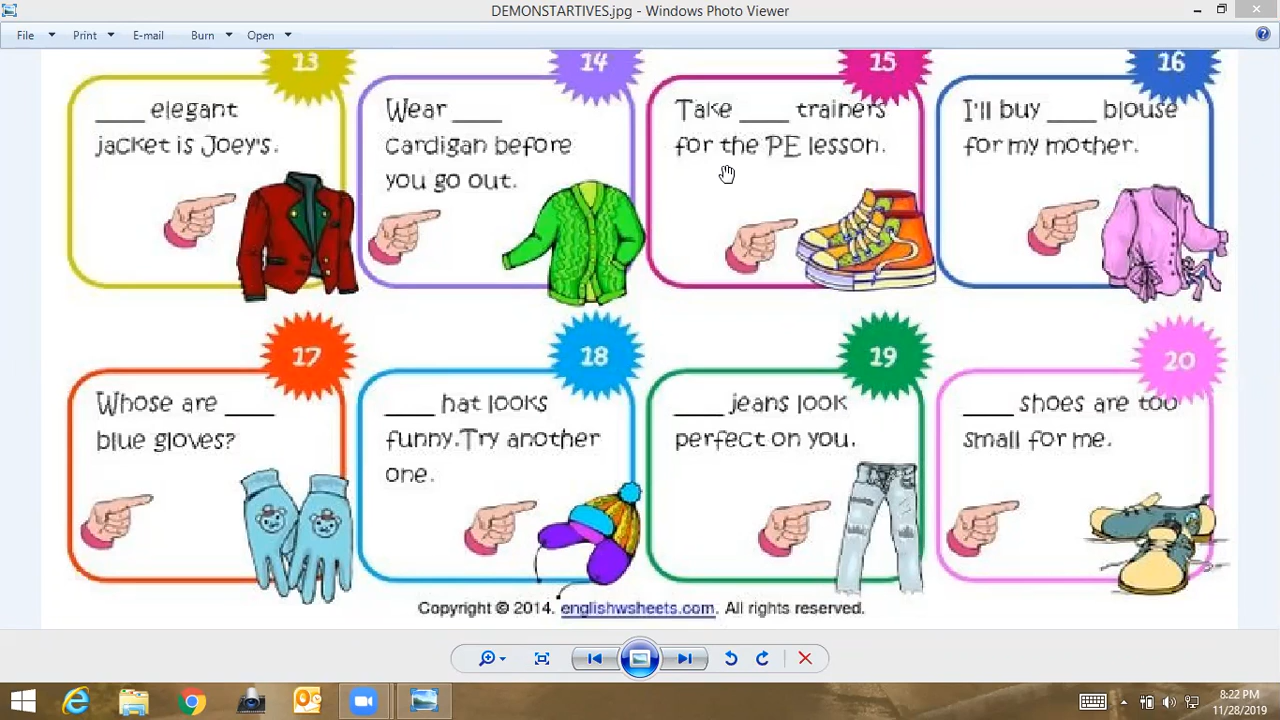 DEMONSTARTIVES.jpg - Windows Photo Viewer
File Print E-mail Burn Open
13
____ elegant
jacket is Joey's.
14
Wear ____
Cardigan before
you go out.
15
Take ____ trainers
for the PE lesson.
16
I'll buy ____ blouse
for my mother.
17
Whose are ____
blue gloves?
18
____ hat looks
funny.Try another
one.
19
____ jeans look
perfect on you.
20
____ shoes are too
small for me.
Copyright © 2014. englishwsheets.com. All rights reserved.
8:22 PM
11/28/2019